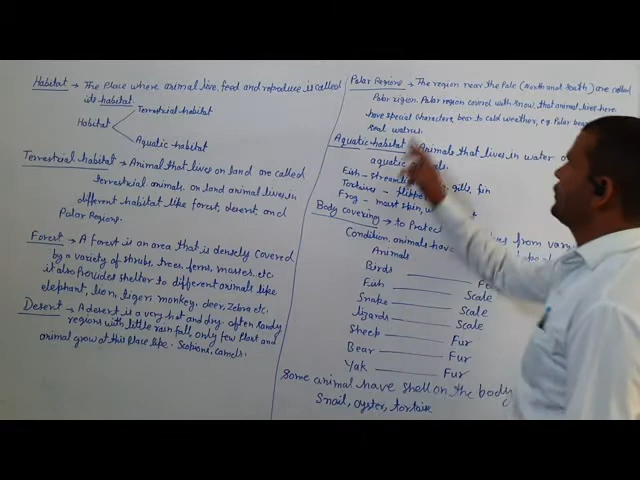 Habitat → The place where animal live, feed and reproduce is called
its habitat.
Habitat
Terrestrial habitat
Aquatic habitat
Terrestrial habitat → Animal that lives on land are called
terrestrial animals. on land animal lives in
different habitat like forest, desert, and
Polar Regions.
Forest → A forest is an area that is densely covered
by a variety of shrubs, trees, ferns, mosses, etc
it also Provides shelter to different animals like
elephant, lion, tiger, monkey, deer, zebra etc.
Desert → A desert is a very hot and dry, often sandy
regions with little rain fall, only few Plant and
animal grow at this place like - Scorpions, camels.
Polar Regions → The region near the Pole (North and South) are called
Polar region. Polar region covered with snow, that animal lives here
have special characters bear to cold weather, e.g. Polar bear
Seal walrus.
Aquatic habitat → Animals that lives in water
aquatic
Fish - gills, fin
Tortoises - flippers
Frog - moist skin,
Body covering → to Protect from
Condition, animals have
Animals
Birds
Fish Scale
Snake Scale
ligards Scale
Sheep Fur
Bear Fur
Yak Fur
Some animal have shell on the body
Snail, oyster, tortoise